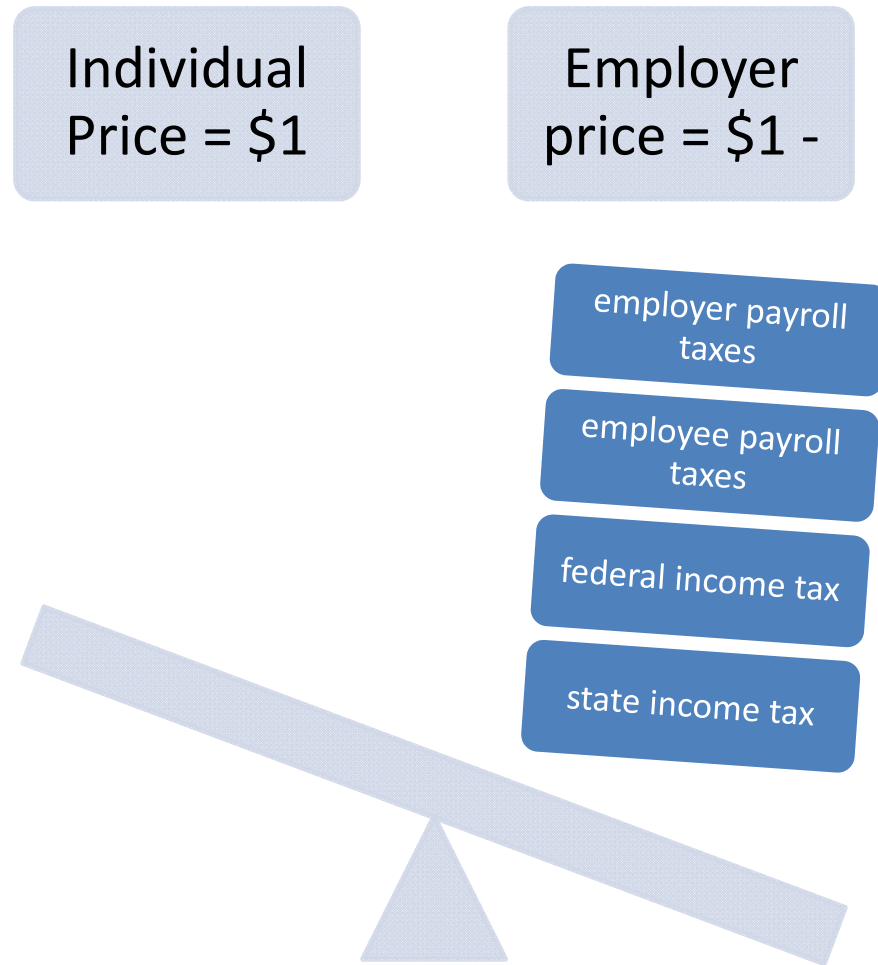 Individual
Price = $1
Employer
price = $1 -
employer payroll
taxes
employee payroll
taxes
federal income tax
state income tax